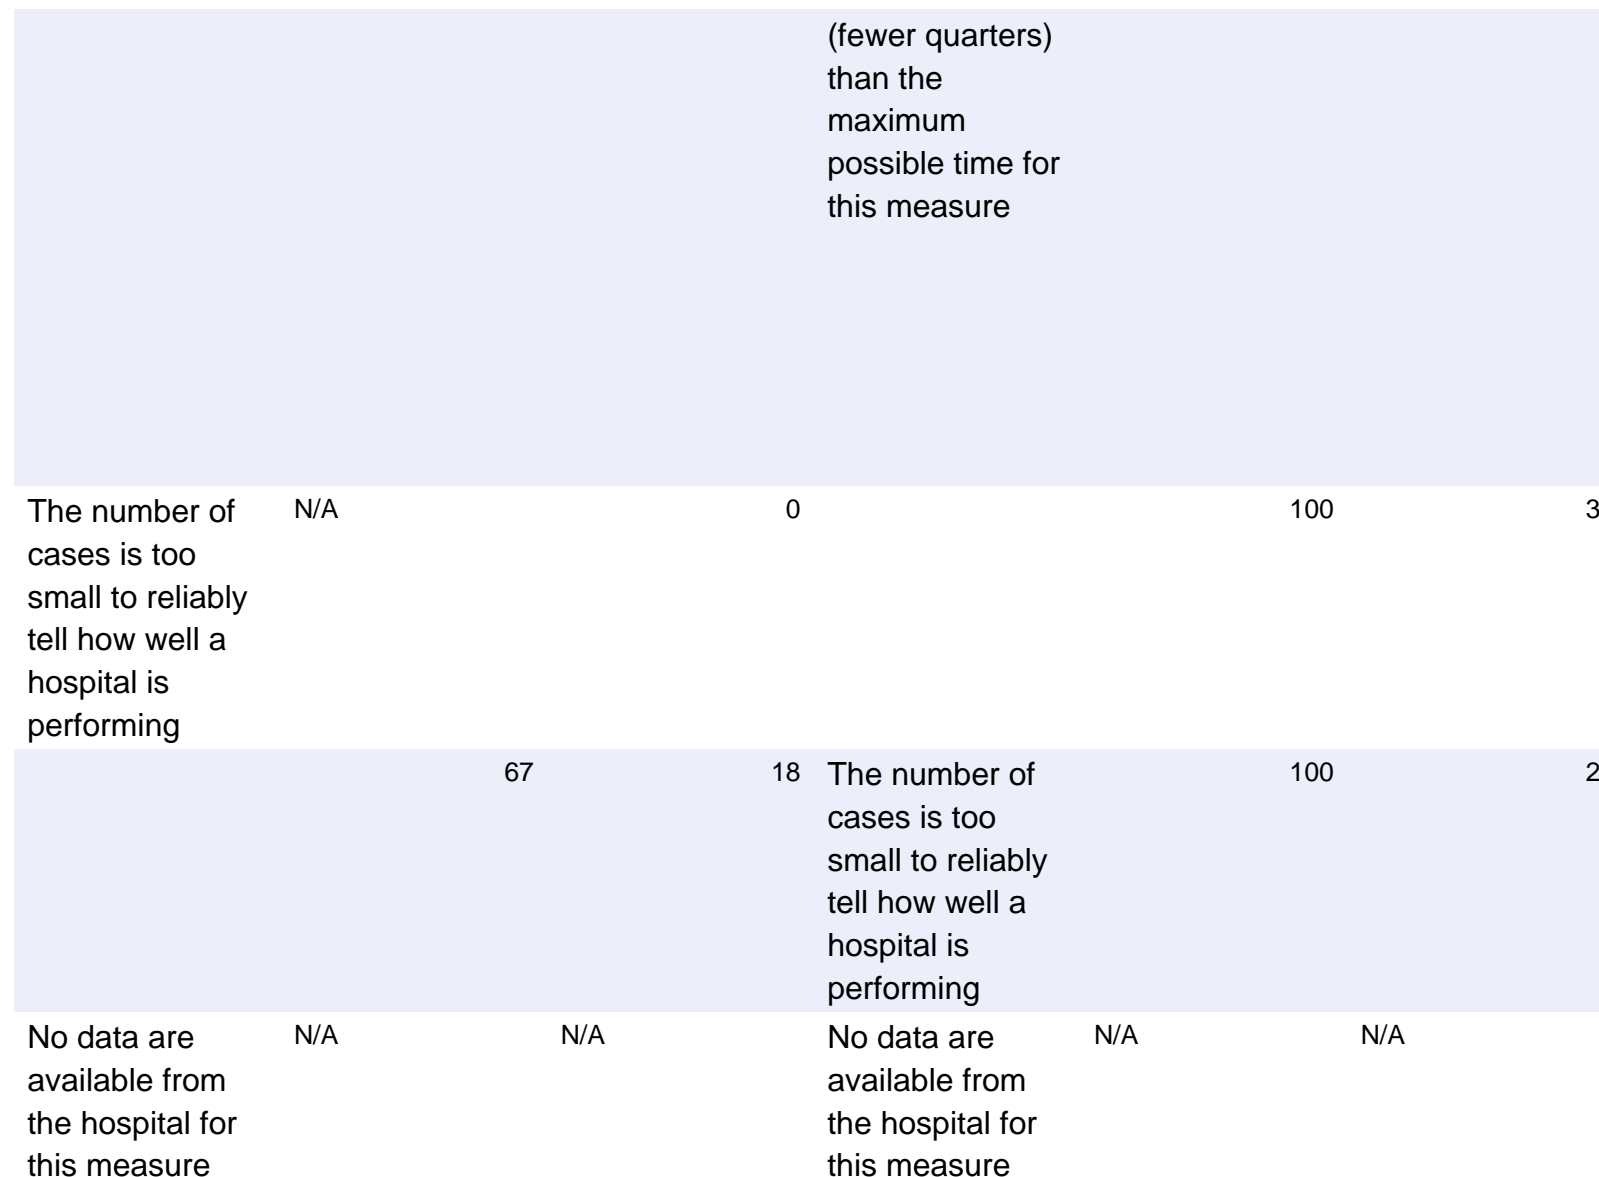 (fewer quarters)
than the
maximum
possible time for
this measure
The number of N/A 0 100 3
cases is too
small to reliably
tell how well a
hospital is
performing
67 18 The number of 100 2
cases is too
small to reliably
tell how well a
hospital is
performing
No data are N/A N/A No data are N/A N/A
available from available from
the hospital for the hospital for
this measure this measure